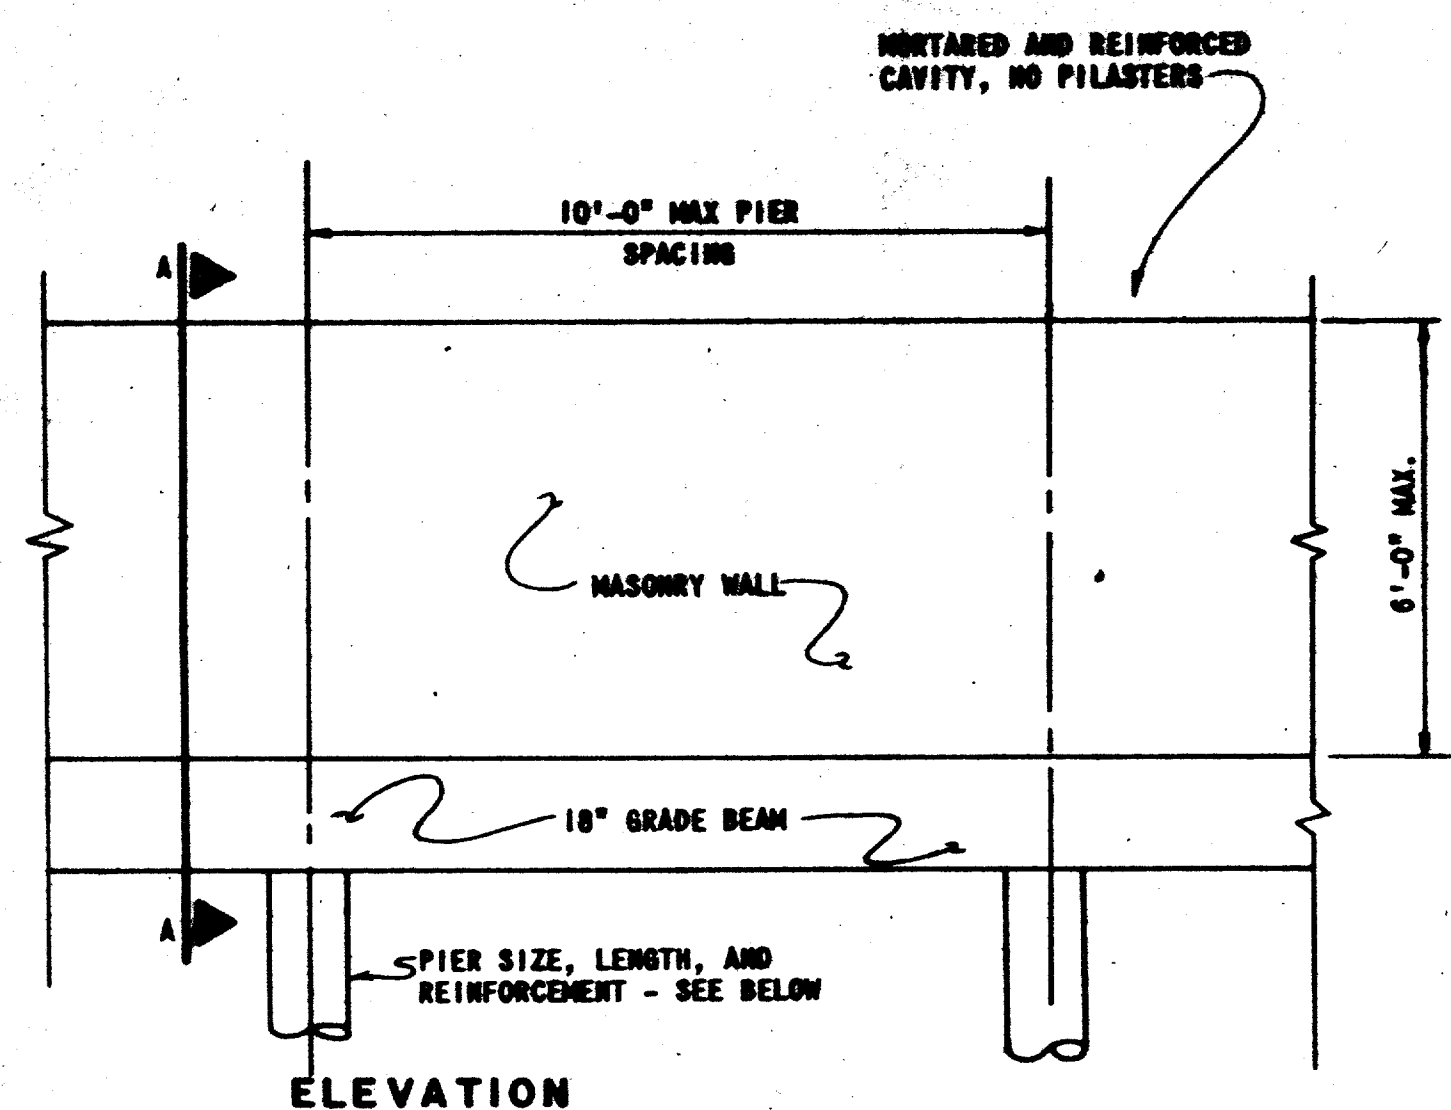 MORTARED AND REINFORCED
CAVITY, NO PILASTERS
10'-0" MAX PIER
SPACING
A
6'-0" MAX.
MASONRY WALL
18" GRADE BEAM
A
PIER SIZE, LENGTH, AND
REINFORCEMENT - SEE BELOW
ELEVATION